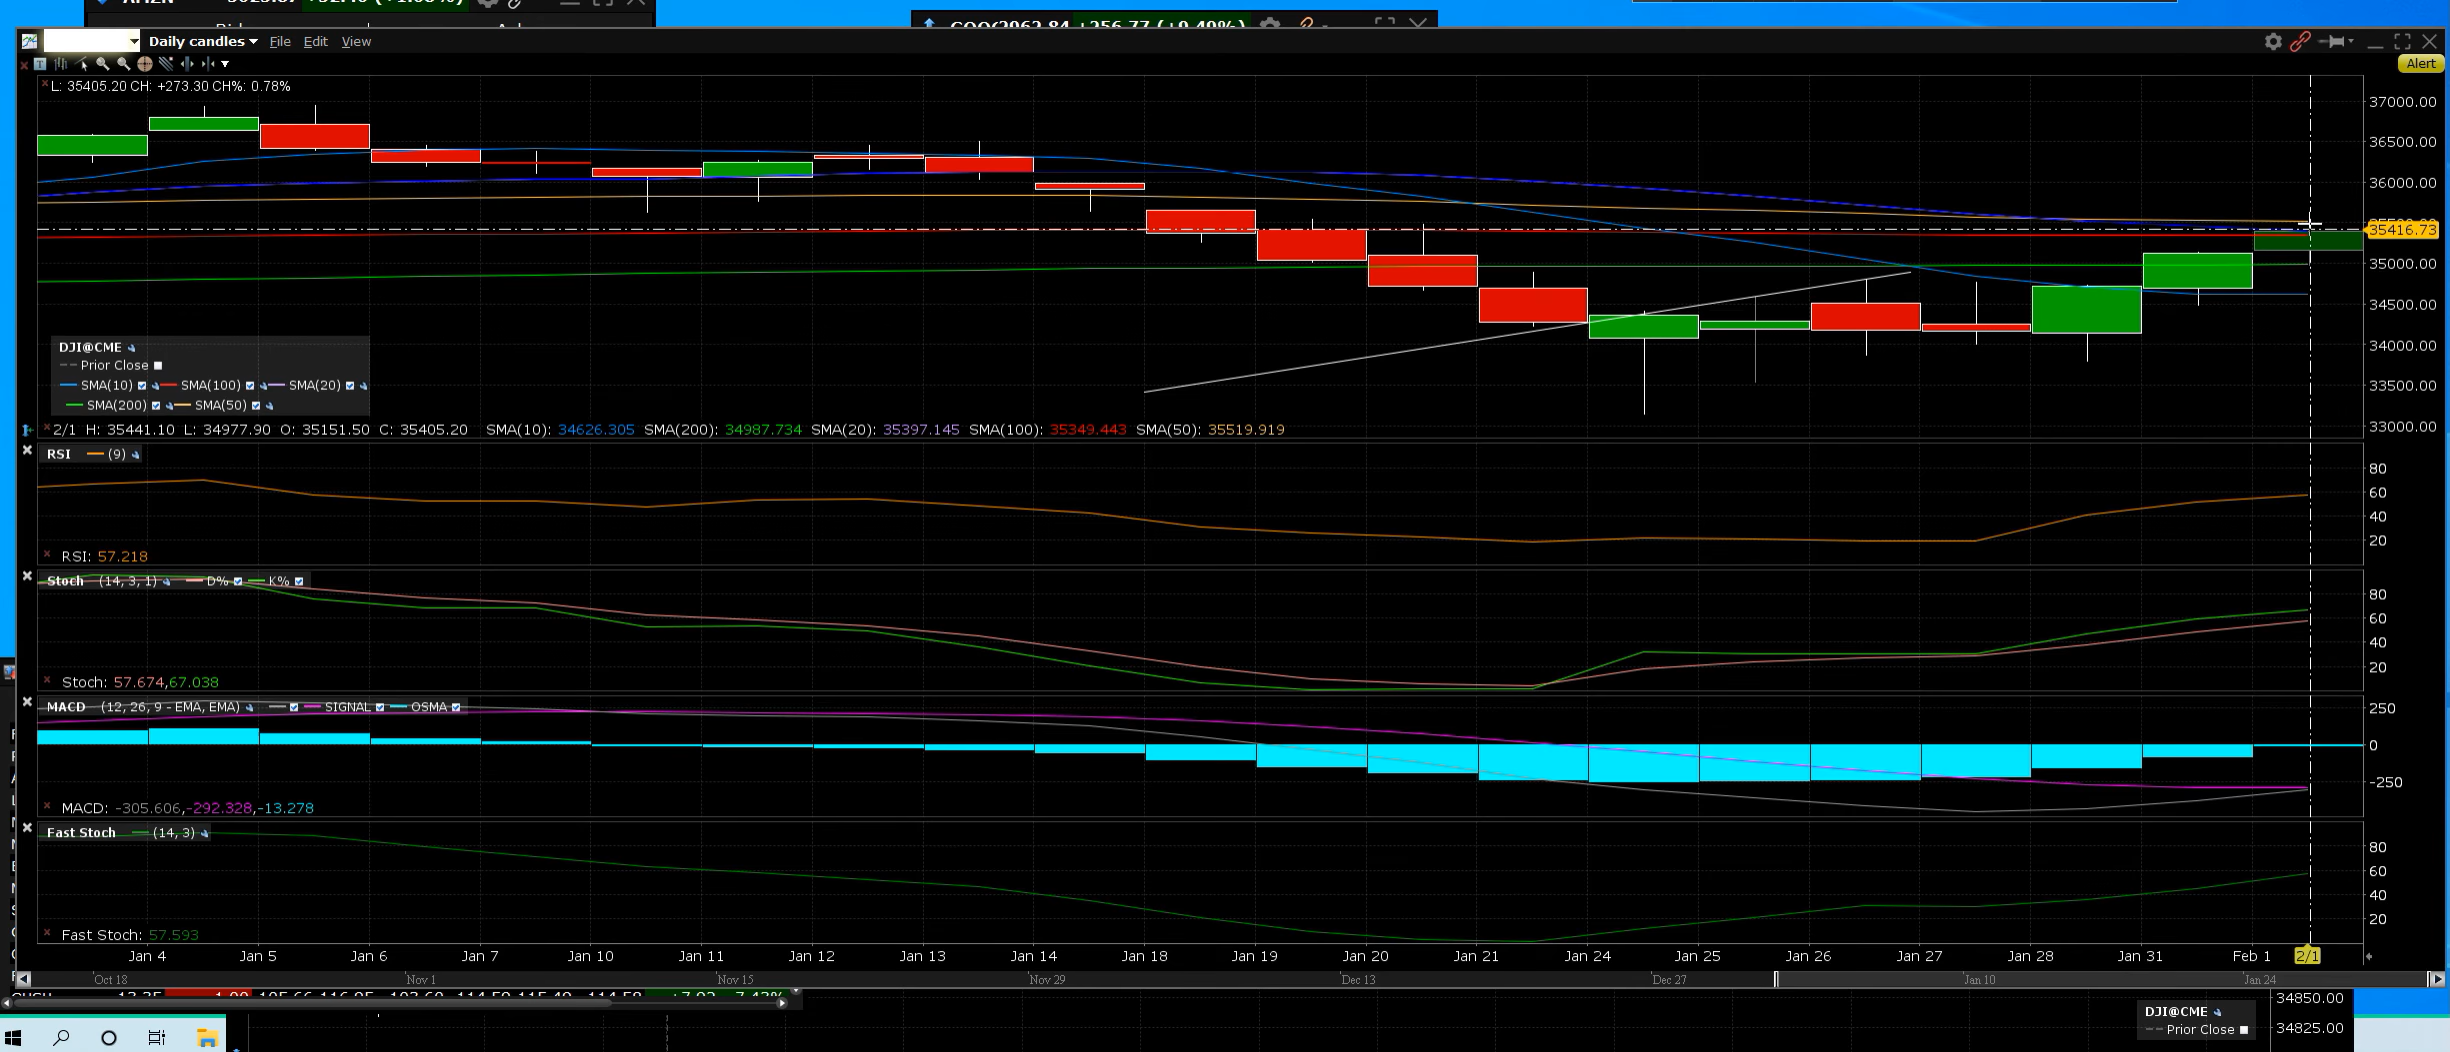 Daily candles File Edit View
Alert
L: 35405.20 CH: +273.30 CH%: 0.78%
37000.00
36500.00
36000.00
35416.73
35000.00
34500.00
34000.00
33500.00
33000.00
DJI@CME
Prior Close
SMA(10) SMA(100) SMA(20)
SMA(200) SMA(50)
2/1 H: 35441.10 L: 34977.90 O: 35151.50 C: 35405.20 SMA(10): 34626.305 SMA(200): 34987.734 SMA(20): 35397.145 SMA(100): 35349.443 SMA(50): 35519.919
RSI (9)
80
60
40
20
RSI: 57.218
Stoch (14, 3, 1) D% K%
80
60
40
20
Stoch: 57.674,67.038
MACD (12, 26, 9 - EMA, EMA) SIGNAL OSMA
250
0
-250
MACD: -305.606,-292.328,-13.278
Fast Stoch (14, 3)
80
60
40
20
Fast Stoch: 57.593
Jan 4 Jan 5 Jan 6 Jan 7 Jan 10 Jan 11 Jan 12 Jan 13 Jan 14 Jan 18 Jan 19 Jan 20 Jan 21 Jan 24 Jan 25 Jan 26 Jan 27 Jan 28 Jan 31 Feb 1 2/1
Oct 18 Nov 1 Nov 15 Nov 29 Dec 13 Dec 27 Jan 10 Jan 24
34850.00
DJI@CME
Prior Close
34825.00